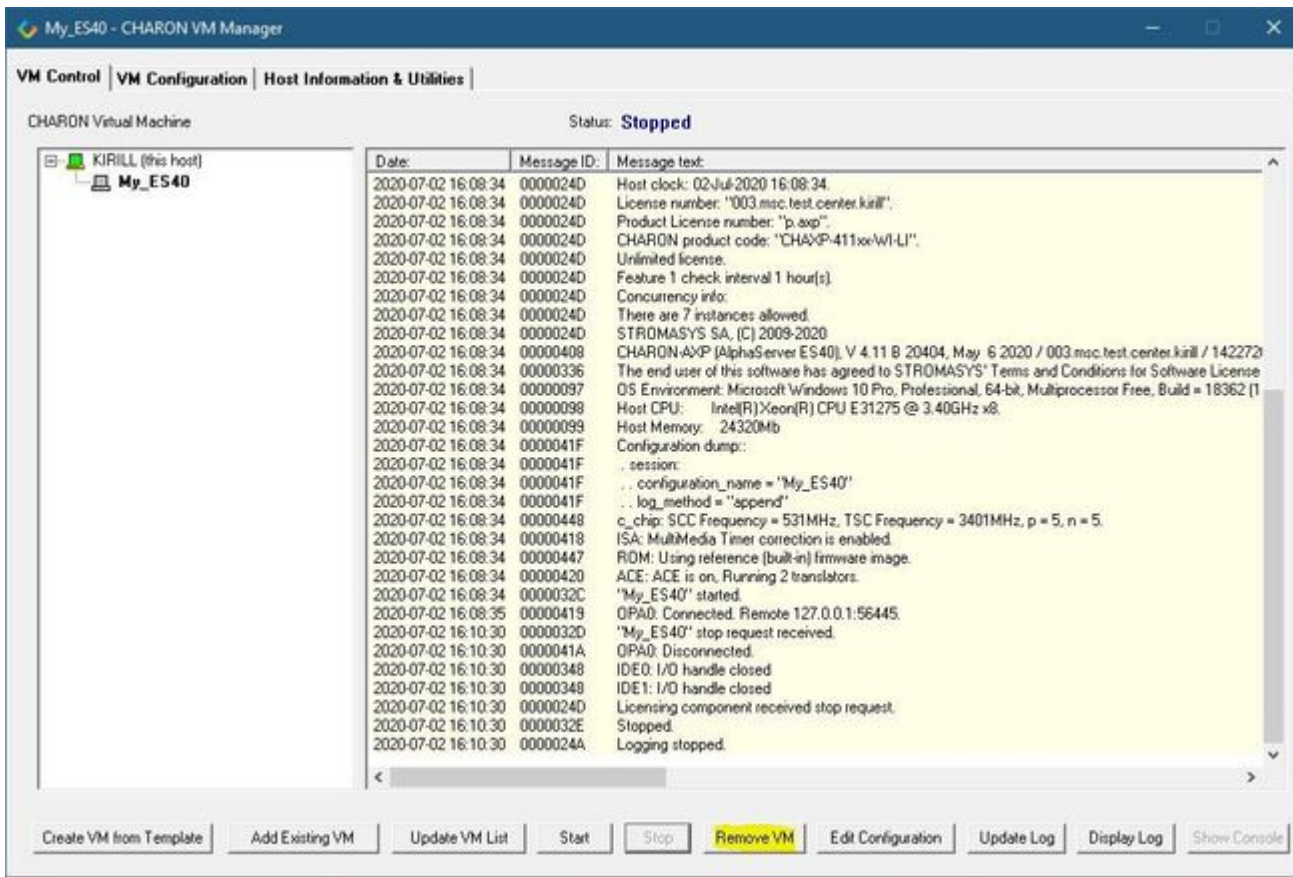 My_ES40 - CHARON VM Manager
VM Control VM Configuration Host Information & Utilities
CHARON Virtual Machine
Status: Stopped
KIRILL (this host)
My_ES40
Date: Message ID: Message text:
2020-07-02 16:08:34 0000024D Host clock: 02-Jul-2020 16:08:34.
2020-07-02 16:08:34 0000024D License number: "003.msc.test.center.kirill".
2020-07-02 16:08:34 0000024D Product License number: "p.axp".
2020-07-02 16:08:34 0000024D CHARON product code: "CHAXP-411xx-WI-LI".
2020-07-02 16:08:34 0000024D Unlimited license.
2020-07-02 16:08:34 0000024D Feature 1 check interval 1 hour(s).
2020-07-02 16:08:34 0000024D Concurrency info:
2020-07-02 16:08:34 0000024D There are 7 instances allowed.
2020-07-02 16:08:34 0000024D STROMASYS SA, (C) 2009-2020
2020-07-02 16:08:34 00000408 CHARON-AXP (AlphaServer ES40), V 4.11 B 20404, May 6 2020 / 003.msc.test.center.kirill / 1422726
2020-07-02 16:08:34 00000336 The end user of this software has agreed to STROMASYS' Terms and Conditions for Software License
2020-07-02 16:08:34 00000097 OS Environment: Microsoft Windows 10 Pro, Professional, 64-bit, Multiprocessor Free, Build = 18362 (1
2020-07-02 16:08:34 00000098 Host CPU: Intel(R) Xeon(R) CPU E31275 @ 3.40GHz x8.
2020-07-02 16:08:34 00000099 Host Memory: 24320Mb
2020-07-02 16:08:34 0000041F Configuration dump::
2020-07-02 16:08:34 0000041F . session:
2020-07-02 16:08:34 0000041F . . configuration_name = "My_ES40"
2020-07-02 16:08:34 0000041F . . log_method = "append"
2020-07-02 16:08:34 00000448 c_chip: SCC Frequency = 531MHz, TSC Frequency = 3401MHz, p = 5, n = 5.
2020-07-02 16:08:34 00000418 ISA: MultiMedia Timer correction is enabled.
2020-07-02 16:08:34 00000447 ROM: Using reference (built-in) firmware image.
2020-07-02 16:08:34 00000420 ACE: ACE is on, Running 2 translators.
2020-07-02 16:08:34 0000032C "My_ES40" started.
2020-07-02 16:08:35 00000419 OPA0: Connected. Remote 127.0.0.1:56445.
2020-07-02 16:10:30 0000032D "My_ES40" stop request received.
2020-07-02 16:10:30 0000041A OPA0: Disconnected.
2020-07-02 16:10:30 00000348 IDE0: I/O handle closed
2020-07-02 16:10:30 00000348 IDE1: I/O handle closed
2020-07-02 16:10:30 0000024D Licensing component received stop request.
2020-07-02 16:10:30 0000032E Stopped.
2020-07-02 16:10:30 0000024A Logging stopped.
Create VM from Template Add Existing VM Update VM List Start Stop Remove VM Edit Configuration Update Log Display Log Show Console